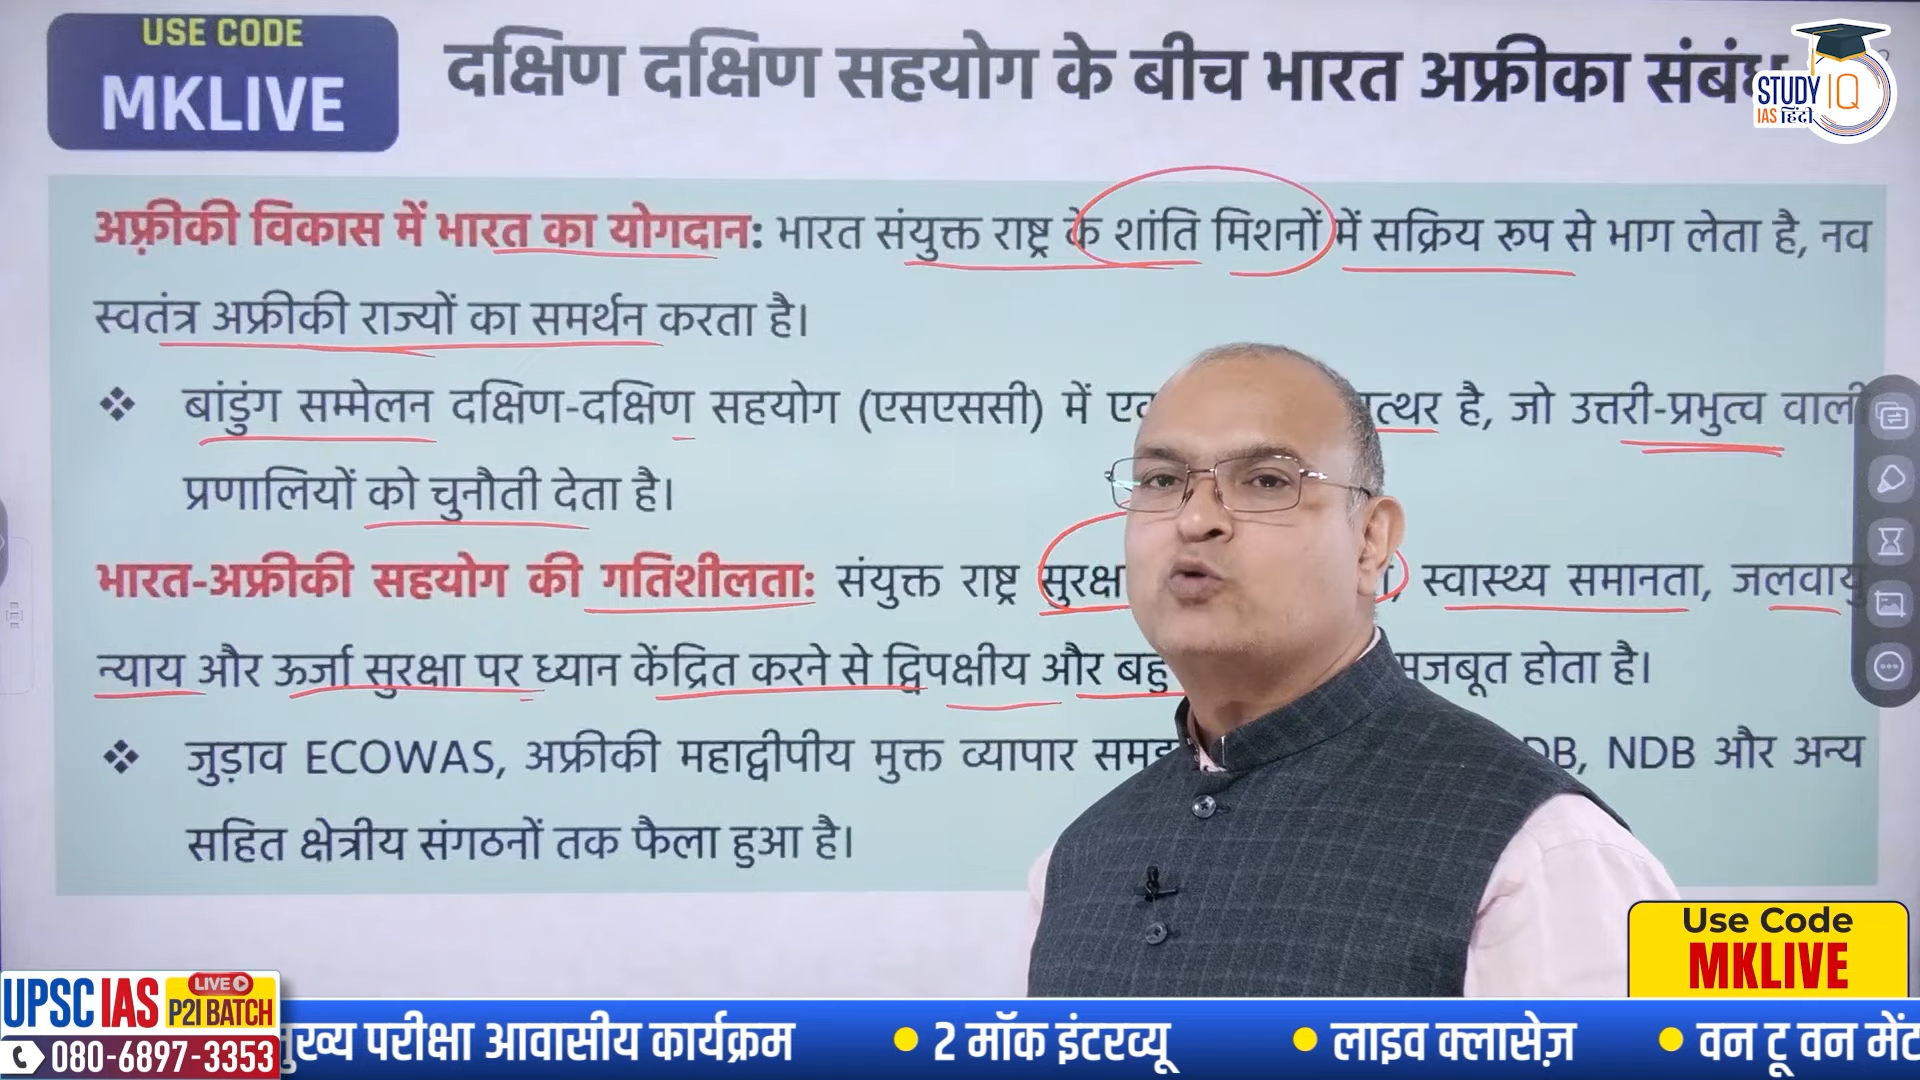 USE CODE
MKLIVE
दक्षिण दक्षिण सहयोग के बीच भारत अफ्रीका संबंध
STUDY IQ
IAS हिंदी
अफ़्रीकी विकास में भारत का योगदान: भारत संयुक्त राष्ट्र के शांति मिशनों में सक्रिय रूप से भाग लेता है, नव
स्वतंत्र अफ्रीकी राज्यों का समर्थन करता है।
❖ बांडुंग सम्मेलन दक्षिण-दक्षिण सहयोग (एसएससी) में है, जो उत्तरी-प्रभुत्व वाली
प्रणालियों को चुनौती देता है।
भारत-अफ्रीकी सहयोग की गतिशीलता: संयुक्त राष्ट्र सुरक्षा स्वास्थ्य समानता, जलवायु
न्याय और ऊर्जा सुरक्षा पर ध्यान केंद्रित करने से द्विपक्षीय और मजबूत होता है।
❖ जुड़ाव ECOWAS, अफ्रीकी महाद्वीपीय मुक्त व्यापार NDB और अन्य
सहित क्षेत्रीय संगठनों तक फैला हुआ है।
Use Code
MKLIVE
UPSC IAS LIVE P2I BATCH
080-6897-3353
मुख्य परीक्षा आवासीय कार्यक्रम • 2 मॉक इंटरव्यू • लाइव क्लासेज़ • वन टू वन